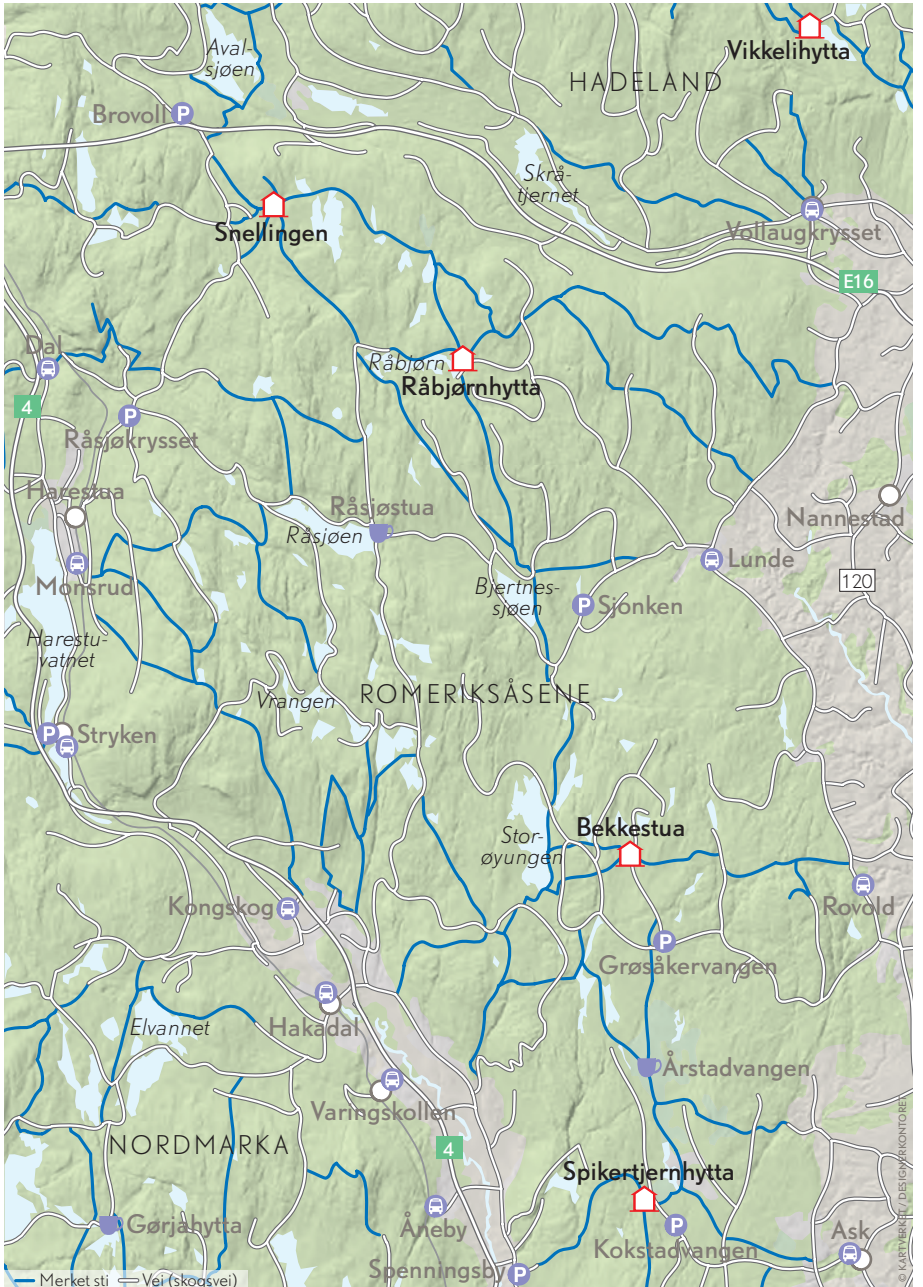 Aval-
sjøen
Vikkelihytta
HADELAND
Brovoll
P
Skrå-
tjernet
Snellingen
Vollaugkrysset
E16
Dal
Råbjørn
Råbjørnhytta
4
P
Råsjøkrysset
Harestua
Råsjøstua
Nannestad
Råsjøen
Monsrud
Lunde
Bjertnes-
sjøen
120
P
Sjonken
Harestu-
vatnet
Vrangen
ROMERIKSÅSENE
P
Stryken
Bekkestua
Stor-
øyungen
Kongskog
Rovold
P
Grøsåkervangen
Hakadal
Elvannet
Årstadvangen
Varingskollen
NORDMARKA
4
Spikertjernhytta
Gørjahytta
Åneby
P
Kokstadvangen
Ask
Spenningsby
P
Merket sti
Vei (skogsvei)
KARTVERKET / DESIGNERKONTORET